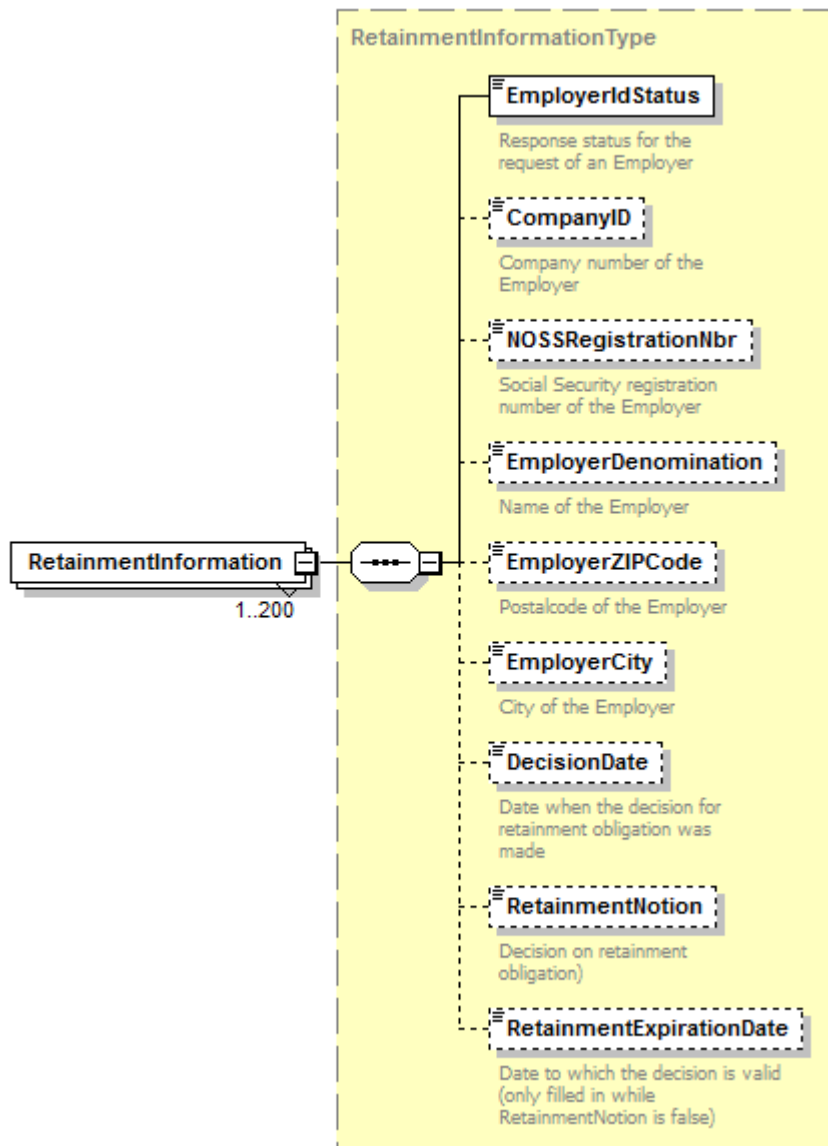 RetainmentInformationType
EmployerIdStatus
Response status for the
request of an Employer
CompanyID
Company number of the
Employer
NOSSRegistrationNbr
Social Security registration
number of the Employer
EmployerDenomination
Name of the Employer
RetainmentInformation
1..200
EmployerZIPCode
Postalcode of the Employer
EmployerCity
City of the Employer
DecisionDate
Date when the decision for
retainment obligation was
made
RetainmentNotion
Decision on retainment
obligation)
RetainmentExpirationDate
Date to which the decision is valid
(only filled in while
RetainmentNotion is false)